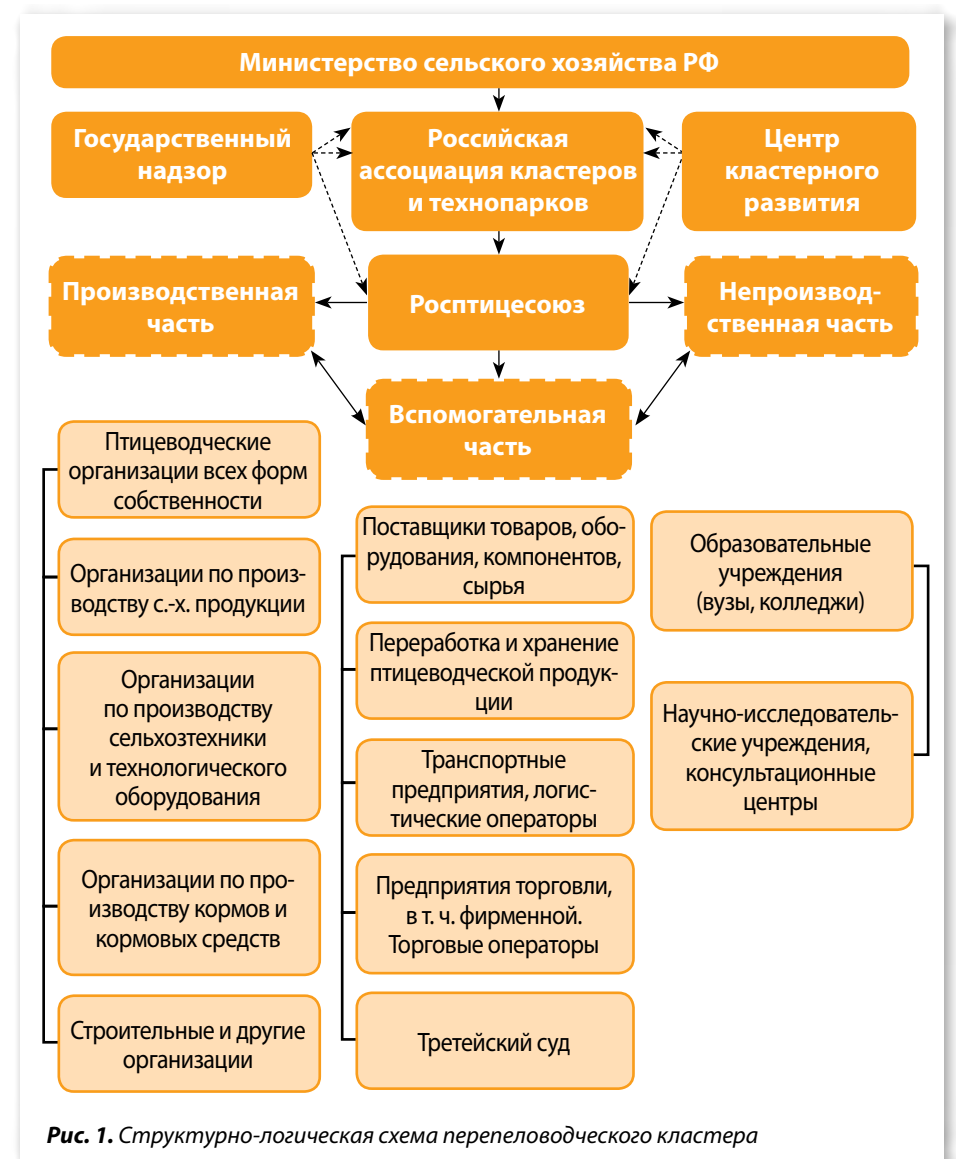 Министерство сельского хозяйства РФ
Государственный
надзор
Российская
ассоциация кластеров
и технопарков
Центр
кластерного
развития
Производственная
часть
Росптицесоюз
Непроизвод-
ственная часть
Вспомогательная
часть
Птицеводческие
организации всех форм
собственности
Организации по произ-
водству с.-х. продукции
Организации
по производству
сельхозтехники
и технологического
оборудования
Организации по про-
изводству кормов и
кормовых средств
Строительные и другие
организации
Поставщики товаров, обо-
рудования, компонентов,
сырья
Переработка и хранение
птицеводческой продук-
ции
Транспортные
предприятия, логис-
тические операторы
Предприятия торговли,
в т. ч. фирменной.
Торговые операторы
Третейский суд
Образовательные
учреждения
(вузы, колледжи)
Научно-исследователь-
ские учреждения,
консультационные
центры
Рис. 1. Структурно-логическая схема перепеловодческого кластера